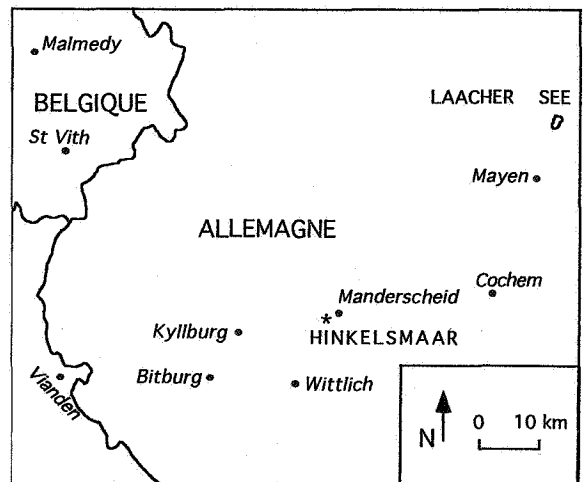 Malmedy
BELGIQUE
LAACHER SEE
St Vith
Mayen
ALLEMAGNE
Cochem
Manderscheid
*
HINKELSMAAR
Kyllburg
Vianden
Bitburg
Wittlich
N
0 10 km